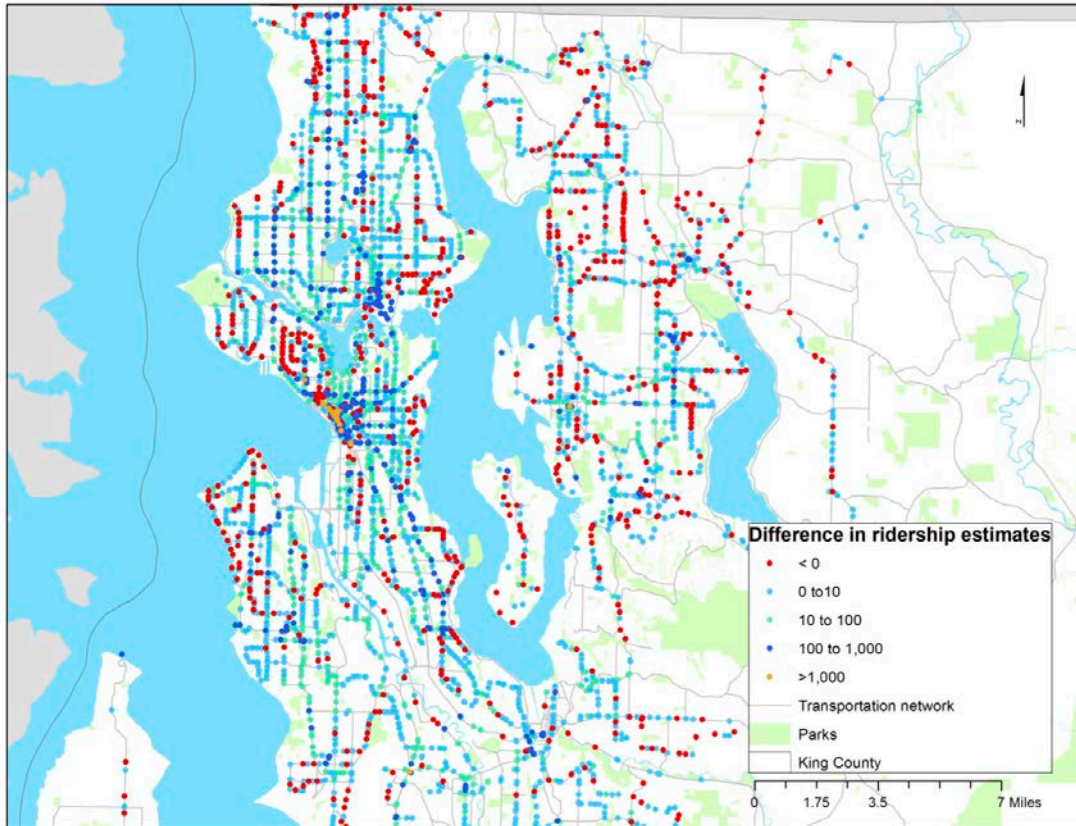 N
Difference in ridership estimates
< 0
0 to10
10 to 100
100 to 1,000
>1,000
Transportation network
Parks
King County
0 1.75 3.5 7 Miles